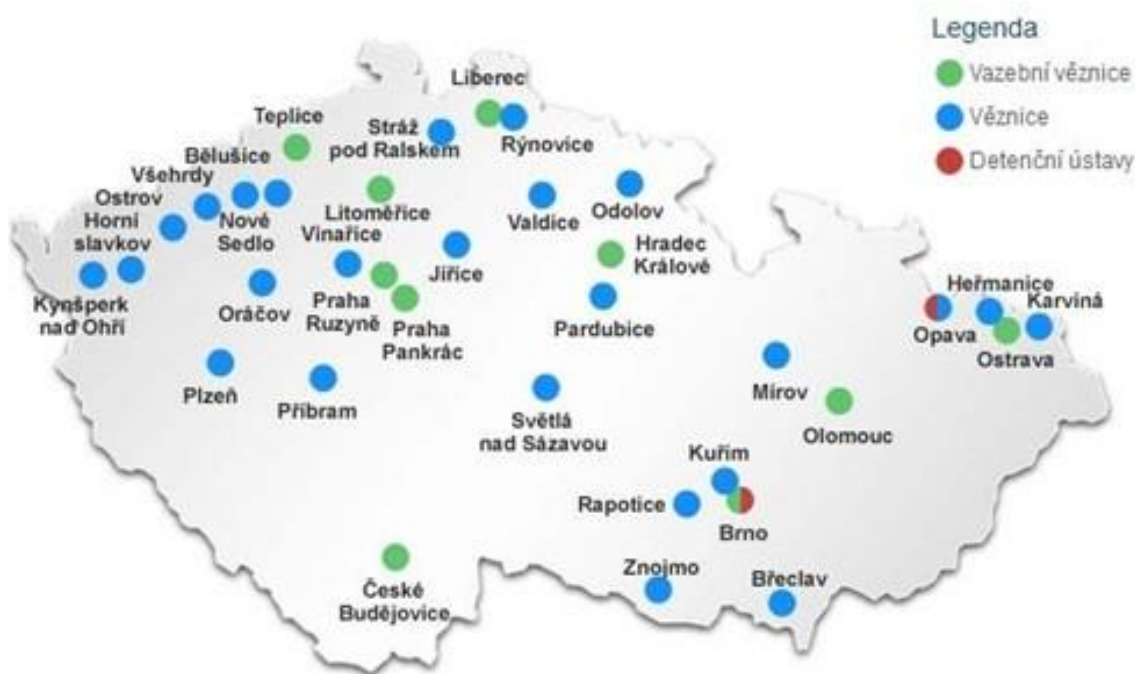 Legenda
Vazební věznice
Věznice
Detenční ústavy
Liberec
Teplice
Stráž
pod Ralskem
Rýnovice
Bělušice
Všehrdy
Ostrov
Horní
slavkov
Nové
Sedlo
Litoměřice
Vinařice
Valdice
Odolov
Hradec
Králové
Jiřice
Kynšperk
nad Ohří
Oráčov
Praha
Ruzyně
Praha
Pankrác
Pardubice
Heřmanice
Karviná
Opava
Ostrava
Plzeň
Příbram
Světlá
nad Sázavou
Mírov
Olomouc
Kuřim
Rapotice
Brno
Znojmo
Břeclav
České
Budějovice